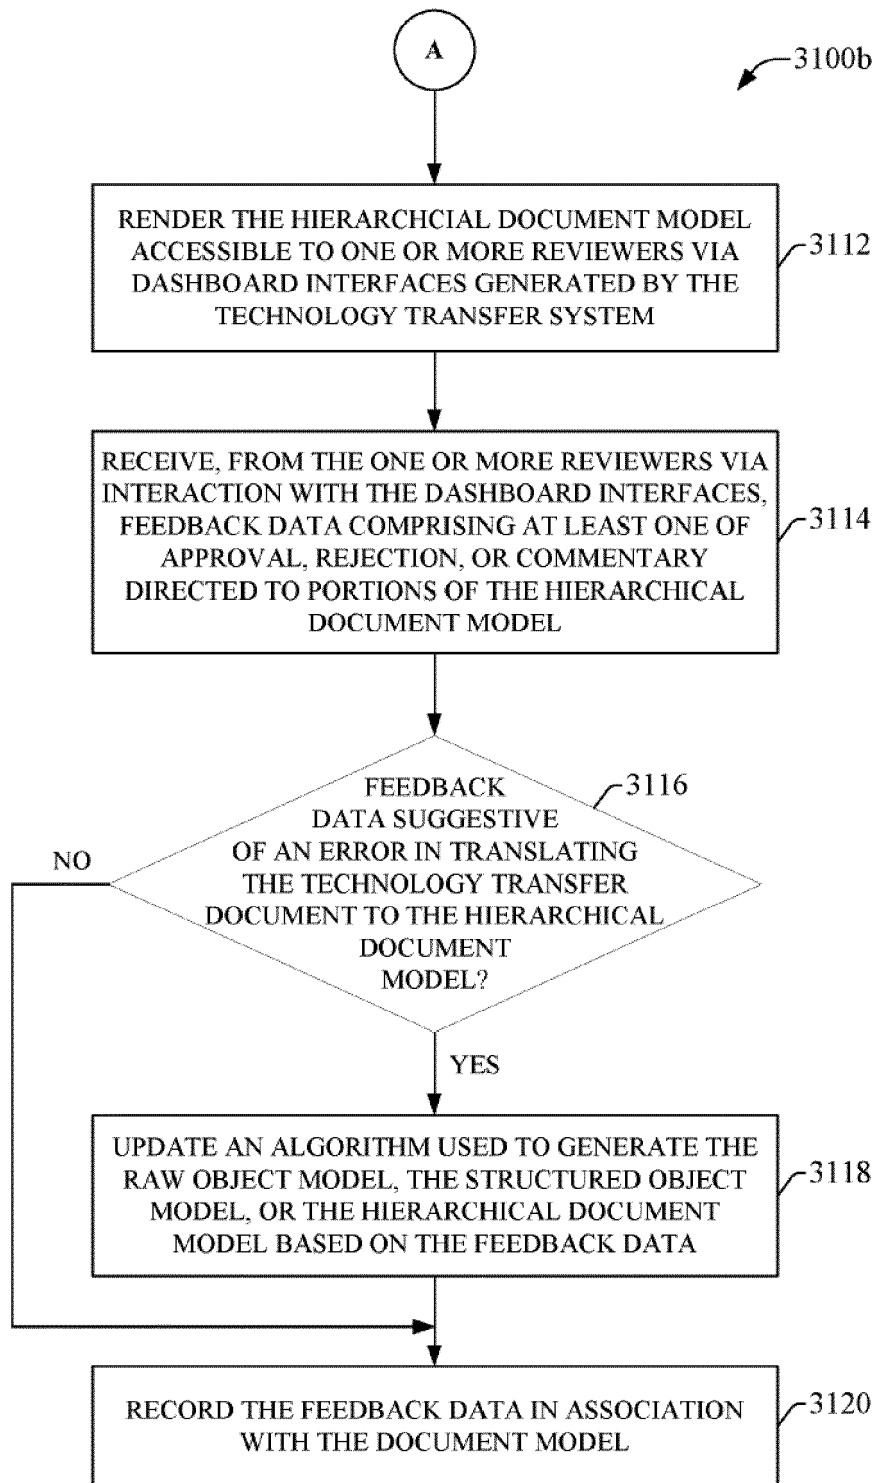 A
3100b
RENDER THE HIERARCHCIAL DOCUMENT MODEL
ACCESSIBLE TO ONE OR MORE REVIEWERS VIA
DASHBOARD INTERFACES GENERATED BY THE
TECHNOLOGY TRANSFER SYSTEM
3112
RECEIVE, FROM THE ONE OR MORE REVIEWERS VIA
INTERACTION WITH THE DASHBOARD INTERFACES,
FEEDBACK DATA COMPRISING AT LEAST ONE OF
APPROVAL, REJECTION, OR COMMENTARY
DIRECTED TO PORTIONS OF THE HIERARCHICAL
DOCUMENT MODEL
3114
FEEDBACK
DATA SUGGESTIVE
OF AN ERROR IN TRANSLATING
THE TECHNOLOGY TRANSFER
DOCUMENT TO THE HIERARCHICAL
DOCUMENT
MODEL?
3116
NO
YES
UPDATE AN ALGORITHM USED TO GENERATE THE
RAW OBJECT MODEL, THE STRUCTURED OBJECT
MODEL, OR THE HIERARCHICAL DOCUMENT
MODEL BASED ON THE FEEDBACK DATA
3118
RECORD THE FEEDBACK DATA IN ASSOCIATION
WITH THE DOCUMENT MODEL
3120